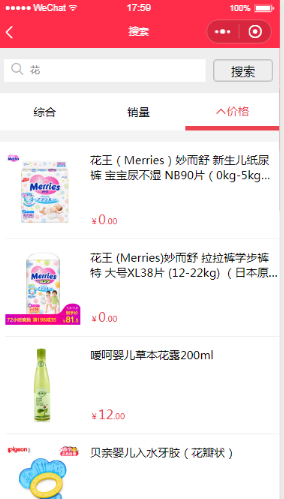 WeChat 17:59 100%
搜索
花 搜索
综合 销量 价格
花王（Merries）妙而舒 新生儿纸尿
裤 宝宝尿不湿 NB90片（0kg-5kg...
Merries
¥0.00
花王 (Merries)妙而舒 拉拉裤学步裤
特 大号XL38片 (12-22kg) （日本原...
Merries
¥0.00
嗳呵婴儿草本花露200ml
¥12.00
贝亲婴儿入水牙胶（花瓣状）
pigeon